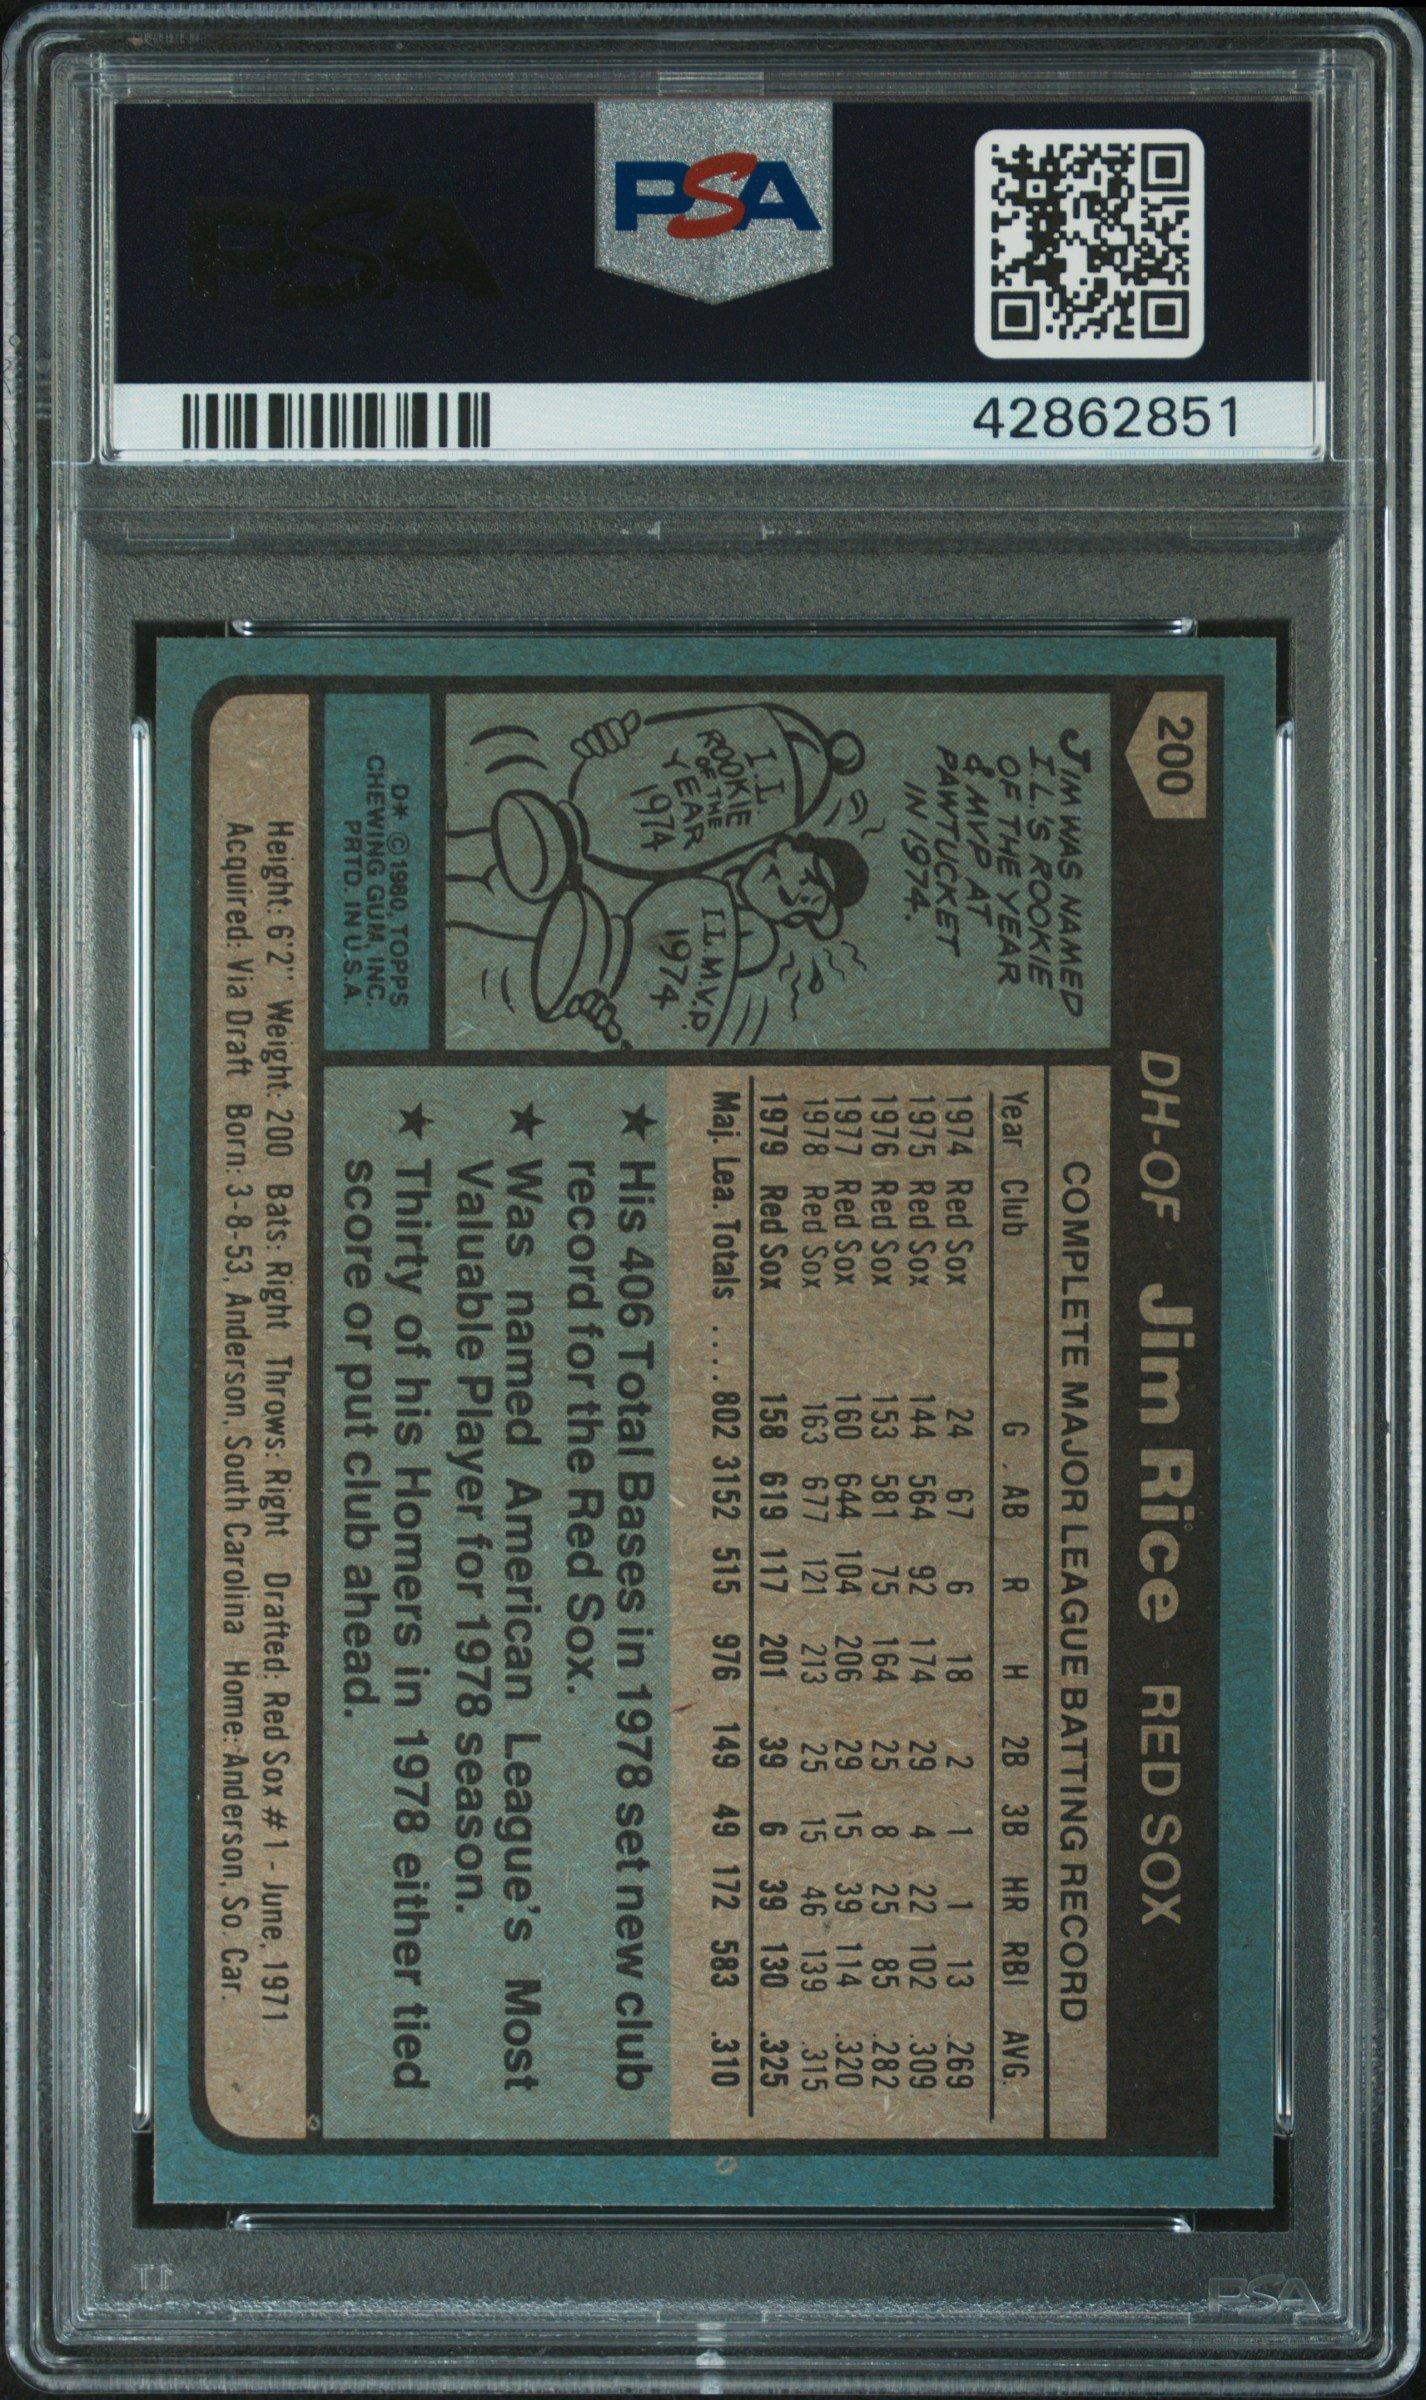 PSA
PSA
42862851
200
DH-OF Jim Rice RED SOX
JIM WAS NAMED
I.L.'S ROOKIE
OF THE YEAR
& MVP AT
PAWTUCKET
IN 1974.
I.L.
ROOKIE
OF THE
YEAR
1974
I.L.M.V.P.
1974
D* © 1980, TOPPS
CHEWING GUM, INC.
PRTD. IN U.S.A.
COMPLETE MAJOR LEAGUE BATTING RECORD
Year Club G AB R H 2B 3B HR RBI AVG.
1974 Red Sox 24 67 6 18 2 1 1 13 .269
1975 Red Sox 144 564 92 174 29 4 22 102 .309
1976 Red Sox 153 581 75 164 25 8 25 85 .282
1977 Red Sox 160 644 104 206 29 15 39 114 .320
1978 Red Sox 163 677 121 213 25 15 46 139 .315
1979 Red Sox 158 619 117 201 39 6 39 130 .325
Maj. Lea. Totals .... 802 3152 515 976 149 49 172 583 .310
★ His 406 Total Bases in 1978 set new club
record for the Red Sox.
★ Was named American League's Most
Valuable Player for 1978 season.
★ Thirty of his Homers in 1978 either tied
score or put club ahead.
Height: 6'2" Weight: 200 Bats: Right Throws: Right Drafted: Red Sox #1 - June, 1971
Acquired: Via Draft Born: 3-8-53, Anderson, South Carolina Home: Anderson, So. Car.
PSA